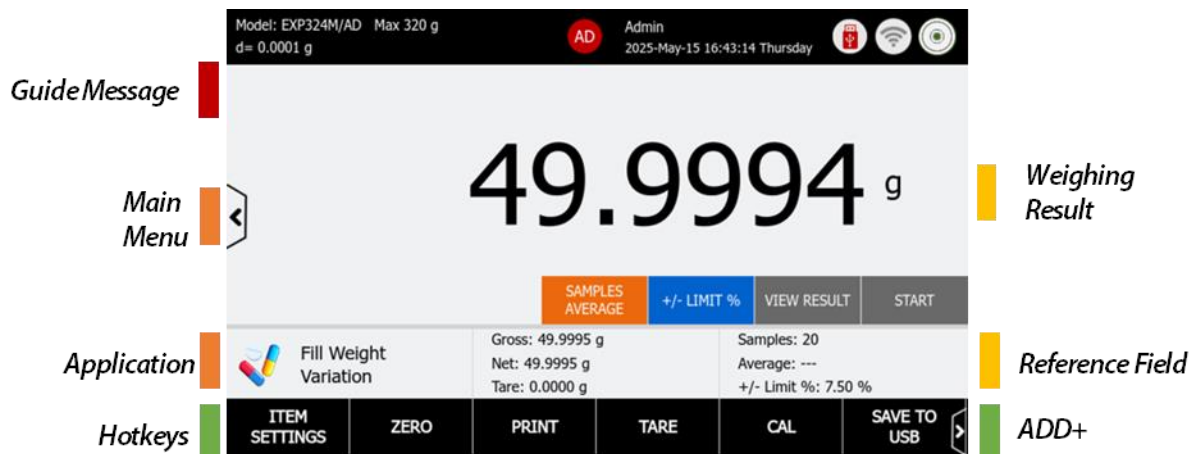 Model: EXP324M/AD Max 320 g
d= 0.0001 g
AD
Admin
2025-May-15 16:43:14 Thursday
Guide Message
49.9994 g
Main
Menu
Weighing
Result
SAMPLES
AVERAGE
+/- LIMIT %
VIEW RESULT
START
Application
Fill Weight
Variation
Gross: 49.9995 g
Net: 49.9995 g
Tare: 0.0000 g
Samples: 20
Average: ---
+/- Limit %: 7.50 %
Reference Field
Hotkeys
ITEM
SETTINGS
ZERO
PRINT
TARE
CAL
SAVE TO
USB
ADD+